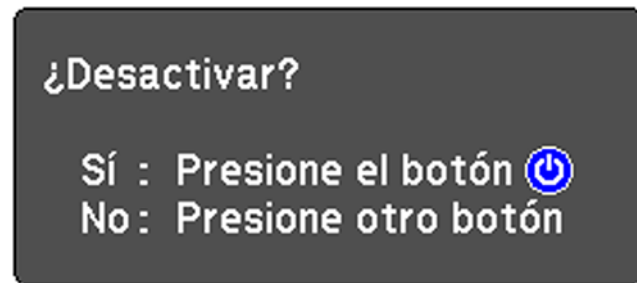 ¿Desactivar?
Sí : Presione el botón
No : Presione otro botón